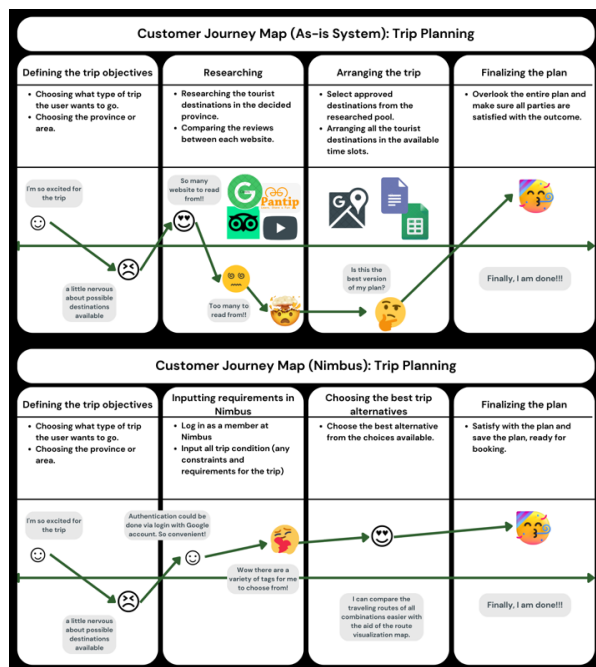 Customer Journey Map (As-is System): Trip Planning
Defining the trip objectives
• Choosing what type of trip
the user wants to go.
• Choosing the province or
area.
Researching
• Researching the tourist
destinations in the decided
province.
• Comparing the reviews
between each website.
Arranging the trip
• Select approved
destinations from the
researched pool.
• Arranging all the tourist
destinations in the available
time slots.
Finalizing the plan
• Overlook the entire plan and
make sure all parties are
satisfied with the outcome.
I'm so excited for
the trip
a little nervous
about possible
destinations
available
So many
website to read
from!!
Pantip
Too many to
read from!!
G
Is this the
best version
of my plan?
Finally, I am done!!!
Customer Journey Map (Nimbus): Trip Planning
Defining the trip objectives
• Choosing what type of trip
the user wants to go.
• Choosing the province or
area.
Inputting requirements in
Nimbus
• Log in as a member at
Nimbus
• Input all trip condition (any
constraints and
requirements for the trip)
Choosing the best trip
alternatives
• Choose the best alternative
from the choices available.
Finalizing the plan
• Satisfy with the plan and
save the plan, ready for
booking.
I'm so excited for
the trip
a little nervous
about possible
destinations
available
Authentication could be
done via login with Google
account. So convenient!
Wow there are a
variety of tags for me
to choose from!
I can compare the
traveling routes of all
combinations easier with
the aid of the route
visualization map.
Finally, I am done!!!